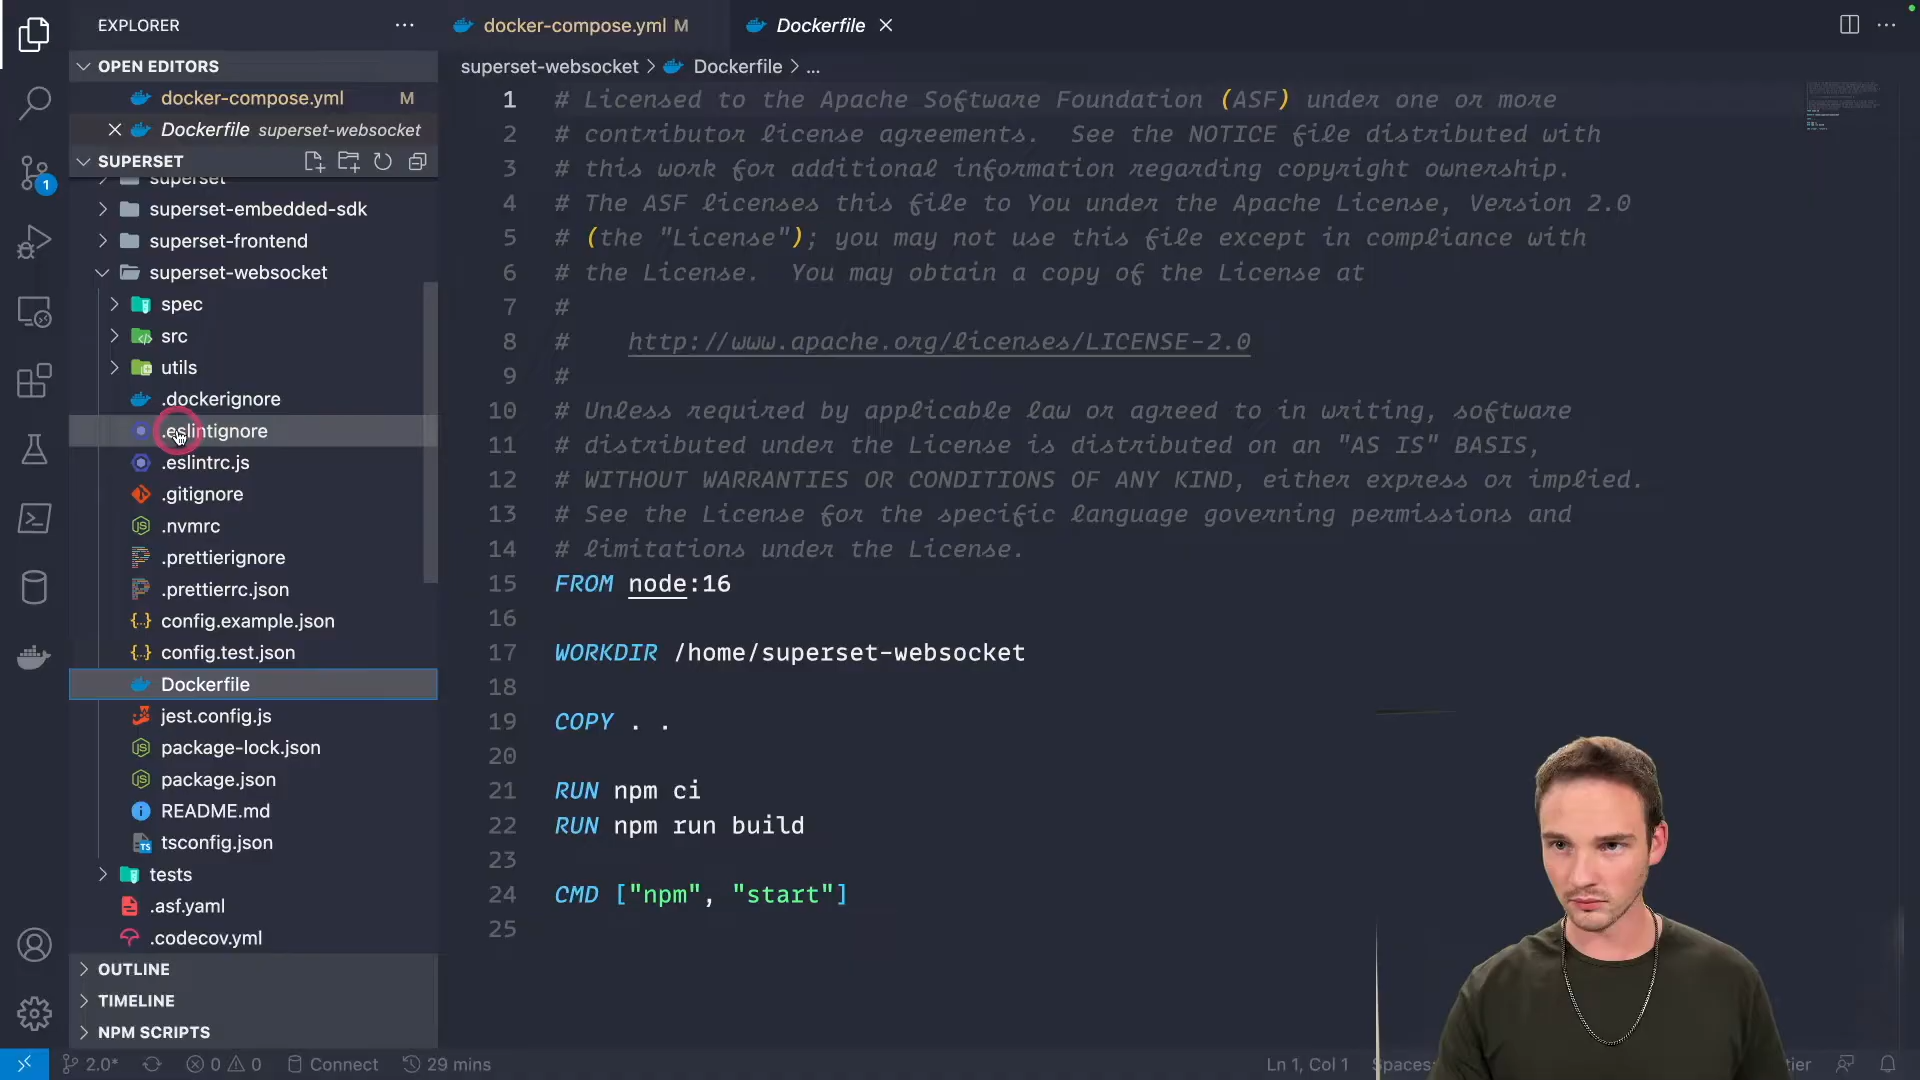 EXPLORER
docker-compose.yml M
Dockerfile
OPEN EDITORS
docker-compose.yml M
Dockerfile superset-websocket
SUPERSET
superset
superset-embedded-sdk
superset-frontend
superset-websocket
spec
src
utils
.dockerignore
.eslintignore
.eslintrc.js
.gitignore
.nvmrc
.prettierignore
.prettierrc.json
config.example.json
config.test.json
Dockerfile
jest.config.js
package-lock.json
package.json
README.md
tsconfig.json
tests
.asf.yaml
.codecov.yml
OUTLINE
TIMELINE
NPM SCRIPTS
1
superset-websocket > Dockerfile > ...
1 # Licensed to the Apache Software Foundation (ASF) under one or more
2 # contributor license agreements.  See the NOTICE file distributed with
3 # this work for additional information regarding copyright ownership.
4 # The ASF licenses this file to You under the Apache License, Version 2.0
5 # (the "License"); you may not use this file except in compliance with
6 # the License.  You may obtain a copy of the License at
7 #
8 #    http://www.apache.org/licenses/LICENSE-2.0
9 #
10 # Unless required by applicable law or agreed to in writing, software
11 # distributed under the License is distributed on an "AS IS" BASIS,
12 # WITHOUT WARRANTIES OR CONDITIONS OF ANY KIND, either express or implied.
13 # See the License for the specific language governing permissions and
14 # limitations under the License.
15 FROM node:16
16
17 WORKDIR /home/superset-websocket
18
19 COPY . .
20
21 RUN npm ci
22 RUN npm run build
23
24 CMD ["npm", "start"]
25
2.0* 0 0 Connect 29 mins Ln 1, Col 1 Spaces: